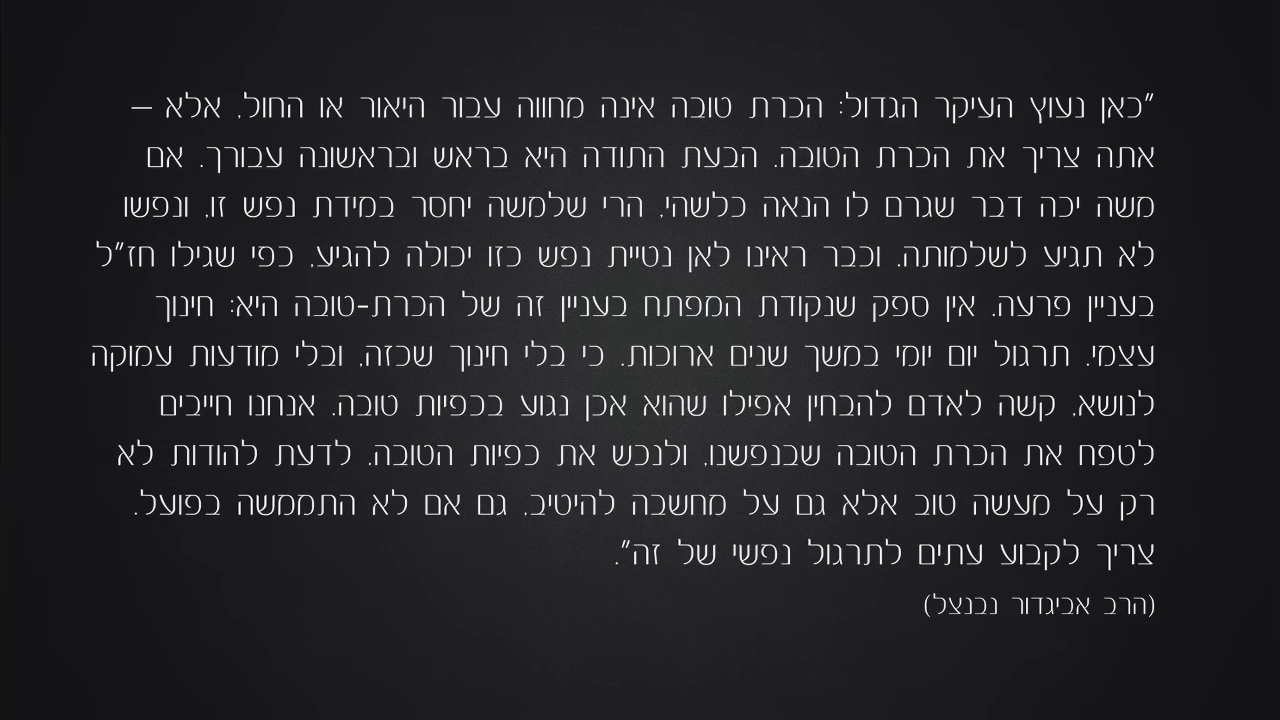 "כאן נעוץ העיקר הגדול: הכרת טובה אינה מחווה עבור היאור או החול, אלא –
אתה צריך את הכרת הטובה. הבעת התודה היא בראש ובראשונה עבורך. אם
משה יכה דבר שגרם לו הנאה כלשהי, הרי שלמשה יחסר במידת נפש זו, ונפשו
לא תגיע לשלמותה. וכבר ראינו לאן נטיית נפש כזו יכולה להגיע, כפי שגילו חז"ל
בעניין פרעה. אין ספק שנקודת המפתח בעניין זה של הכרת-טובה היא: חינוך
עצמי. תרגול יום יומי במשך שנים ארוכות. כי בלי חינוך שכזה, ובלי מודעות עמוקה
לנושא, קשה לאדם להבחין אפילו שהוא אכן נגוע בכפיות טובה. אנחנו חייבים
לטפח את הכרת הטובה שבנפשנו, ולנכש את כפיות הטובה. לדעת להודות לא
רק על מעשה טוב אלא גם על מחשבה להיטיב, גם אם לא התממשה בפועל.
צריך לקבוע עתים לתרגול נפשי של זה".
(הרב אביגדור נבנצל)